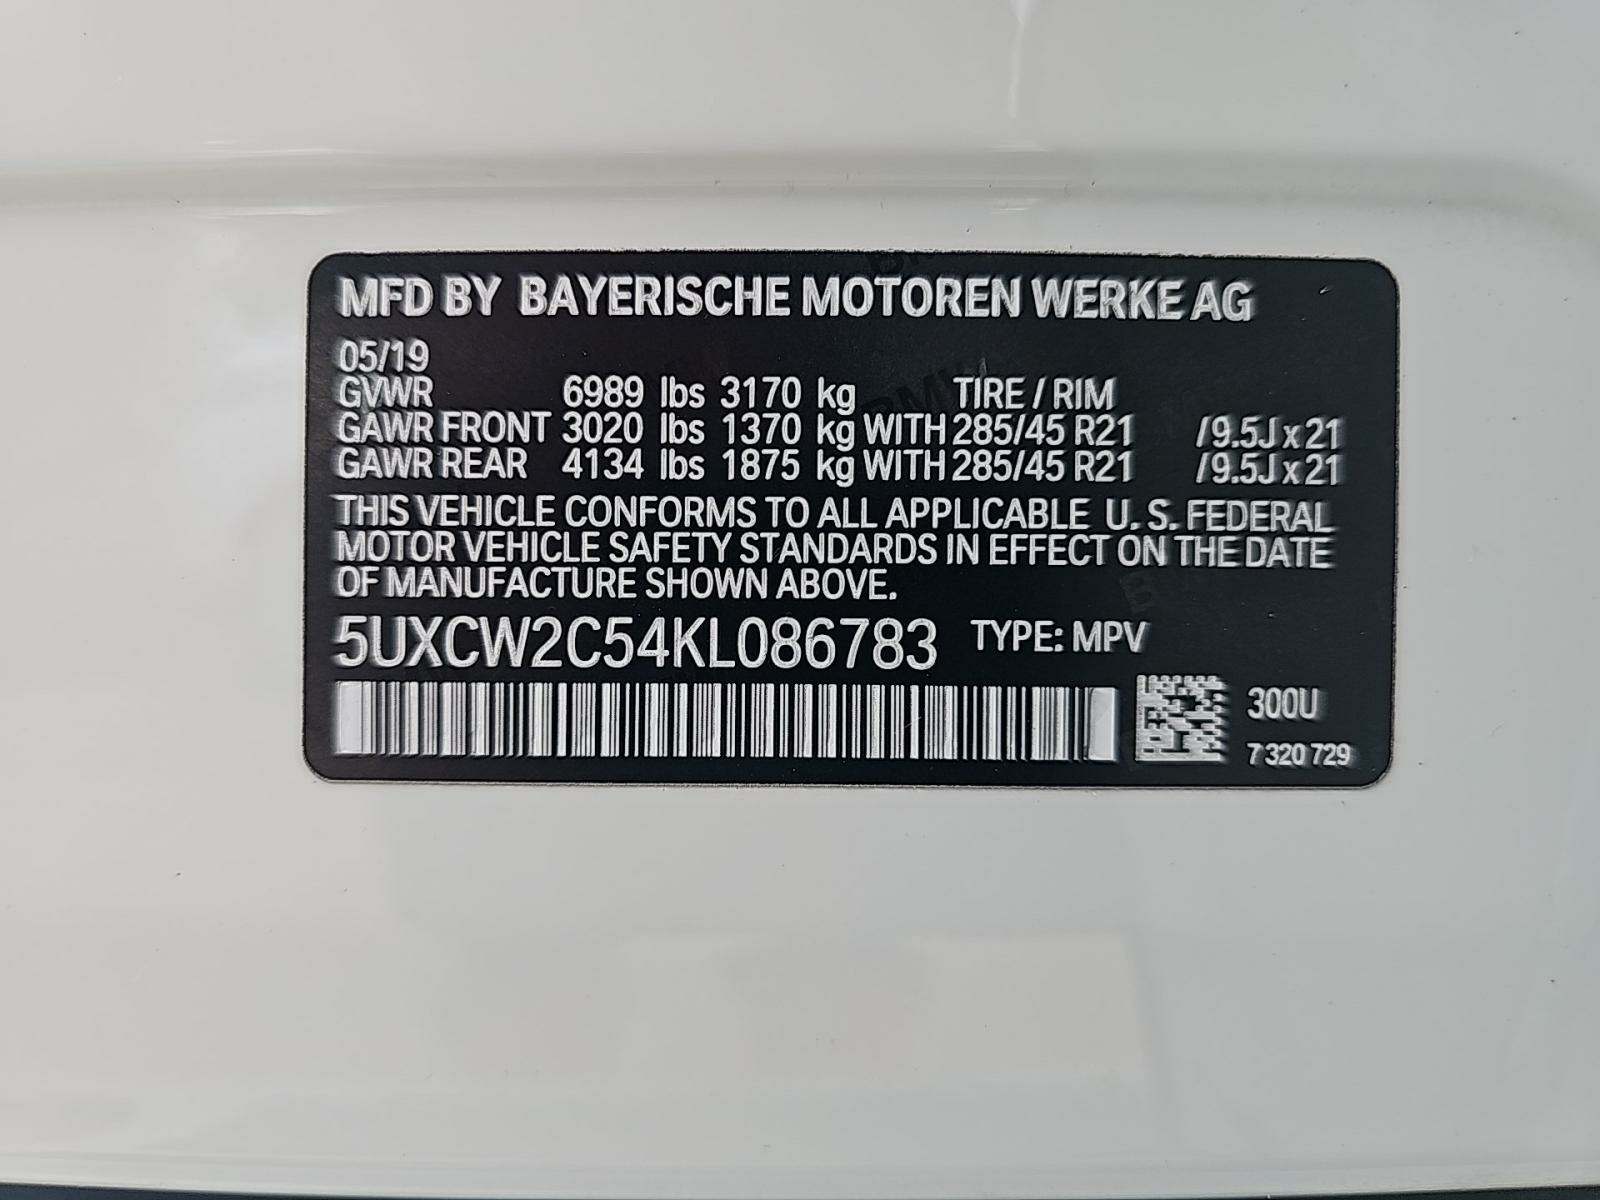 MFD BY BAYERISCHE MOTOREN WERKE AG
05/19
GVWR 6989 lbs 3170 kg TIRE / RIM
GAWR FRONT 3020 lbs 1370 kg WITH 285/45 R21 /9.5J x 21
GAWR REAR 4134 lbs 1875 kg WITH 285/45 R21 /9.5J x 21
THIS VEHICLE CONFORMS TO ALL APPLICABLE U.S. FEDERAL
MOTOR VEHICLE SAFETY STANDARDS IN EFFECT ON THE DATE
OF MANUFACTURE SHOWN ABOVE.
5UXCW2C54KL086783 TYPE: MPV
300U
7 320 729